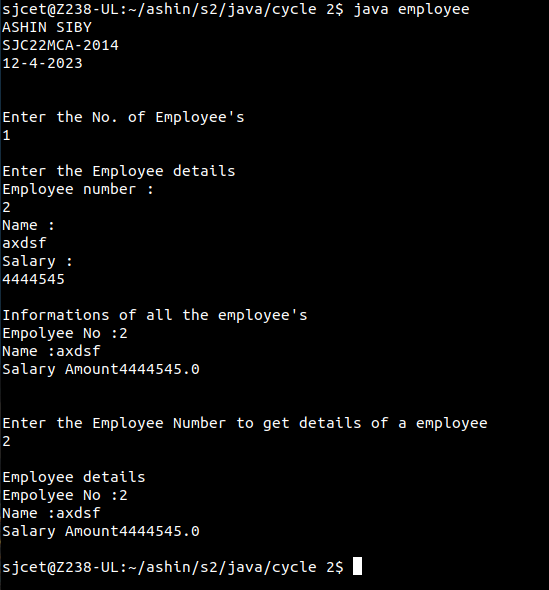 sjcet@Z238-UL:~/ashin/s2/java/cycle 2$ java employee
ASHIN SIBY
SJC22MCA-2014
12-4-2023
Enter the No. of Employee's
1
Enter the Employee details
Employee number :
2
Name :
axdsf
Salary :
4444545
Informations of all the employee's
Empolyee No :2
Name :axdsf
Salary Amount4444545.0
Enter the Employee Number to get details of a employee
2
Employee details
Empolyee No :2
Name :axdsf
Salary Amount4444545.0
sjcet@Z238-UL:~/ashin/s2/java/cycle 2$